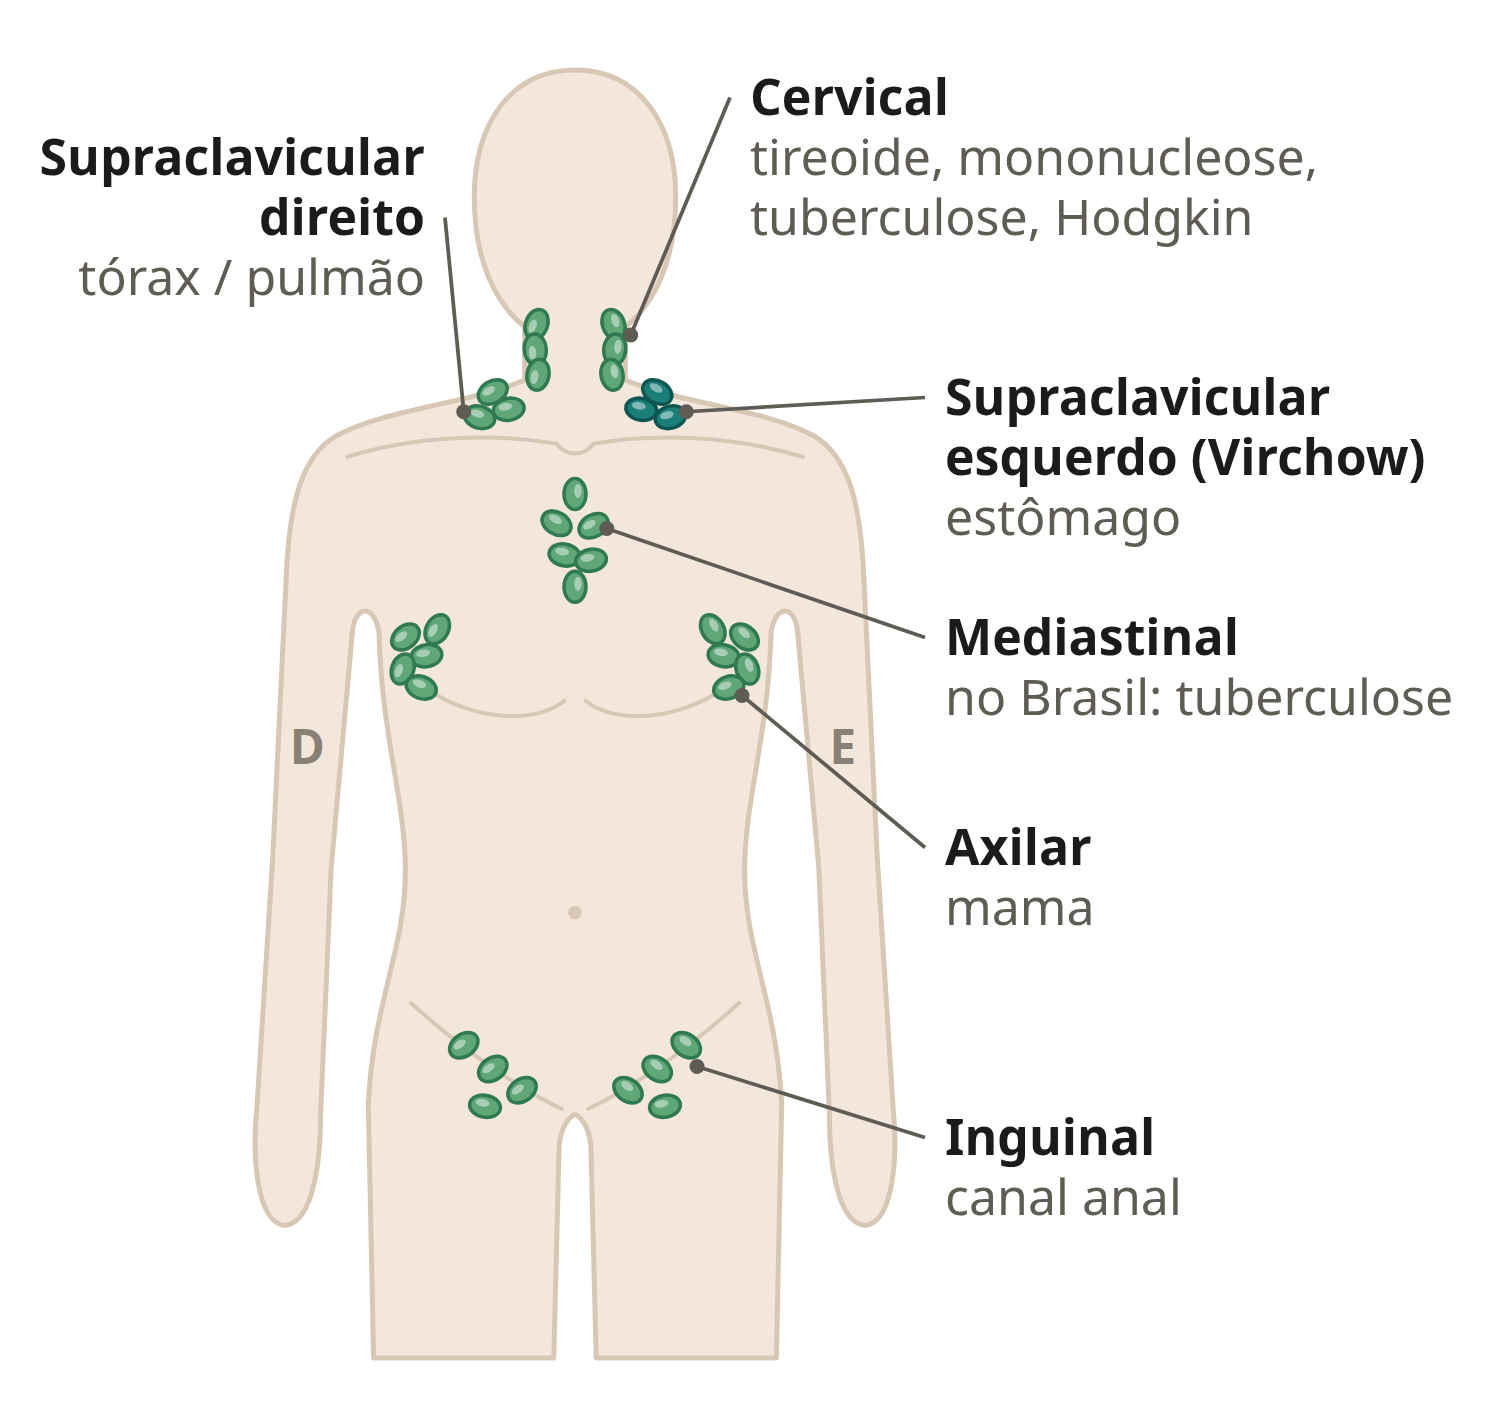 Supraclavicular
direito
tórax / pulmão
Cervical
tireoide, mononucleose,
tuberculose, Hodgkin
Supraclavicular
esquerdo (Virchow)
estômago
Mediastinal
no Brasil: tuberculose
D
E
Axilar
mama
Inguinal
canal anal